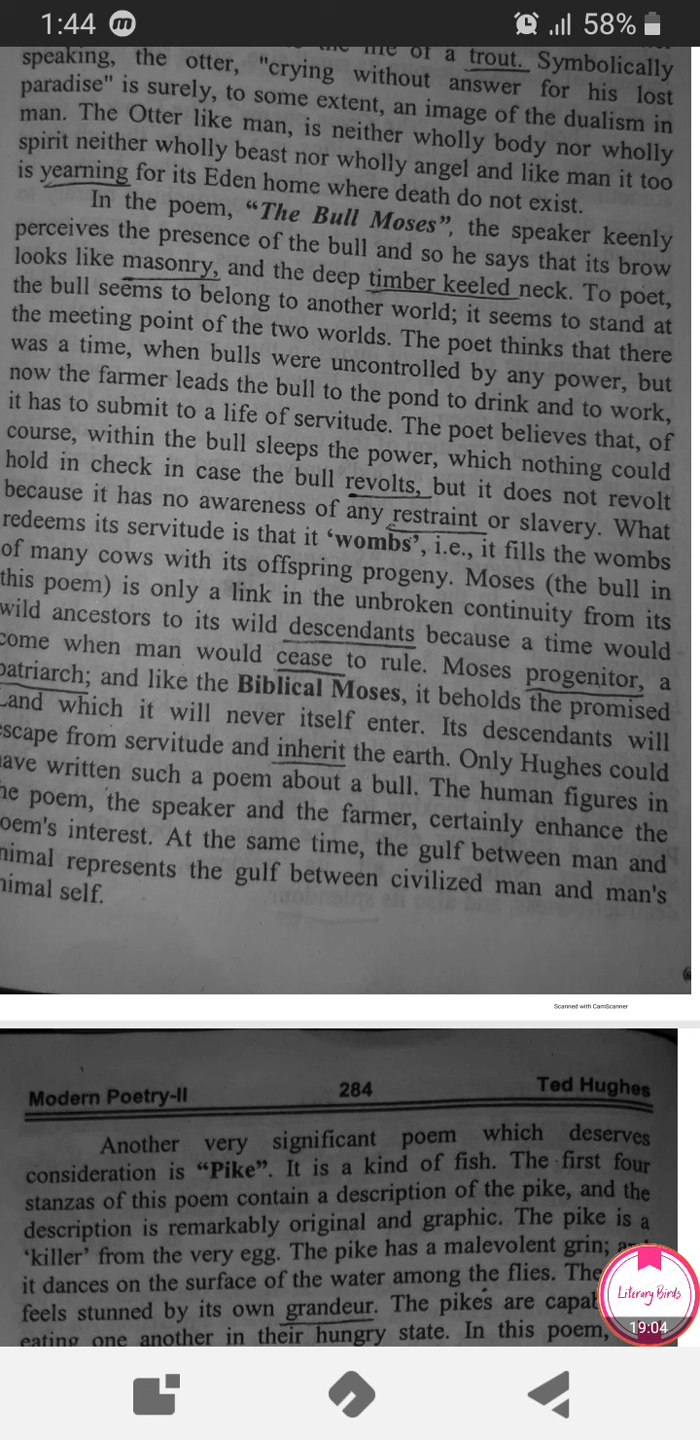 1:44 m 58%
the life of a trout. Symbolically
speaking, the otter, "crying without answer for his lost
paradise" is surely, to some extent, an image of the dualism in
man. The Otter like man, is neither wholly body nor wholly
spirit neither wholly beast nor wholly angel and like man it too
is yearning for its Eden home where death do not exist.
In the poem, “The Bull Moses”, the speaker keenly
perceives the presence of the bull and so he says that its brow
looks like masonry, and the deep timber keeled neck. To poet,
the bull seems to belong to another world; it seems to stand at
the meeting point of the two worlds. The poet thinks that there
was a time, when bulls were uncontrolled by any power, but
now the farmer leads the bull to the pond to drink and to work,
it has to submit to a life of servitude. The poet believes that, of
course, within the bull sleeps the power, which nothing could
hold in check in case the bull revolts, but it does not revolt
because it has no awareness of any restraint or slavery. What
redeems its servitude is that it ‘wombs’, i.e., it fills the wombs
of many cows with its offspring progeny. Moses (the bull in
this poem) is only a link in the unbroken continuity from its
wild ancestors to its wild descendants because a time would
come when man would cease to rule. Moses progenitor, a
patriarch; and like the Biblical Moses, it beholds the promised
Land which it will never itself enter. Its descendants will
escape from servitude and inherit the earth. Only Hughes could
ave written such a poem about a bull. The human figures in
he poem, the speaker and the farmer, certainly enhance the
oem's interest. At the same time, the gulf between man and
nimal represents the gulf between civilized man and man's
nimal self.
Scanned with CamScanner
Modern Poetry-II 284 Ted Hughes
Another very significant poem which deserves
consideration is “Pike”. It is a kind of fish. The first four
stanzas of this poem contain a description of the pike, and the
description is remarkably original and graphic. The pike is a
‘killer’ from the very egg. The pike has a malevolent grin;
it dances on the surface of the water among the flies. The
feels stunned by its own grandeur. The pikes are capab
eating one another in their hungry state. In this poem,
Literary Birds
19:04